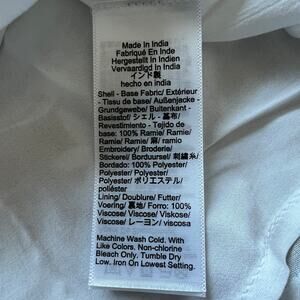 Made In India
Fabriqué En Inde
Hergestellt In Indien
Vervaardigd In Indien
インド製
hecho en india
Shell - Base Fabric/ Extérieur
- Tissu de base/ Außenjacke -
Grundgewebe/ Buitenkant -
Basisstof/ シェル - 基布/
Revestimiento - Tejido de
base: 100% Ramie/ Ramie/
Ramie/ Ramie/ 麻/ ramio
Embroidery/ Broderie/
Stickerei/ Borduursel/ 刺繍糸/
Bordado: 100% Polyester/
Polyester/ Polyester/
Polyester/ ポリエステル/
poliéster
Lining/ Doublure/ Futter/
Voering/ 裏地/ Forro: 100%
Viscose/ Viscose/ Viskose/
Viscose/ レーヨン/ viscosa
Machine Wash Cold. With
Like Colors. Non-chlorine
Bleach Only. Tumble Dry
Low. Iron On Lowest Setting.